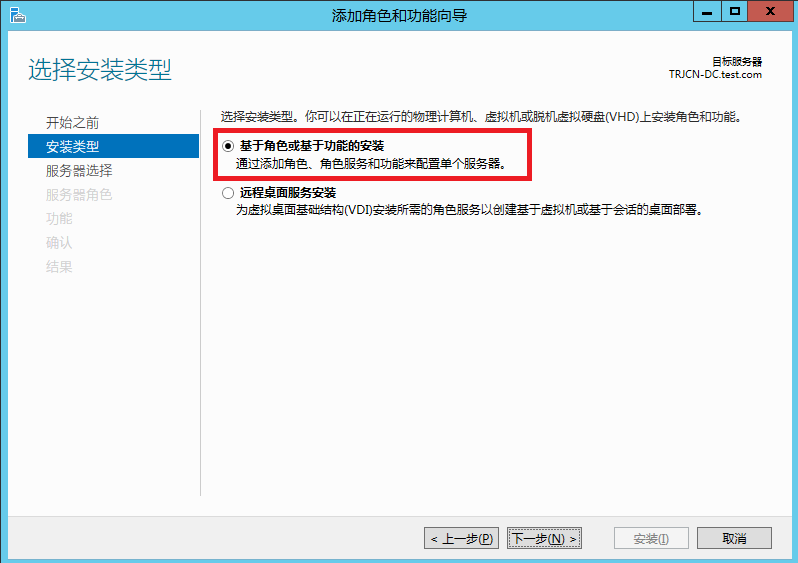 添加角色和功能向导
选择安装类型
目标服务器
TRJCN-DC.test.com
开始之前
安装类型
服务器选择
服务器角色
功能
确认
结果
选择安装类型。你可以在正在运行的物理计算机、虚拟机或脱机虚拟硬盘(VHD)上安装角色和功能。
基于角色或基于功能的安装
通过添加角色、角色服务和功能来配置单个服务器。
远程桌面服务安装
为虚拟桌面基础结构(VDI)安装所需的角色服务以创建基于虚拟机或基于会话的桌面部署。
< 上一步(P)
下一步(N) >
安装(I)
取消